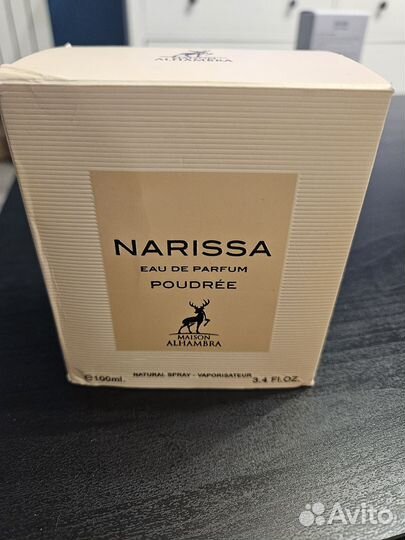 MAISON
ALHAMBRA
NARISSA
EAU DE PARFUM
POUDRÉE
MAISON
ALHAMBRA
NATURAL SPRAY - VAPORISATEUR
℮100ml. 3.4 Fl.OZ.
Avito